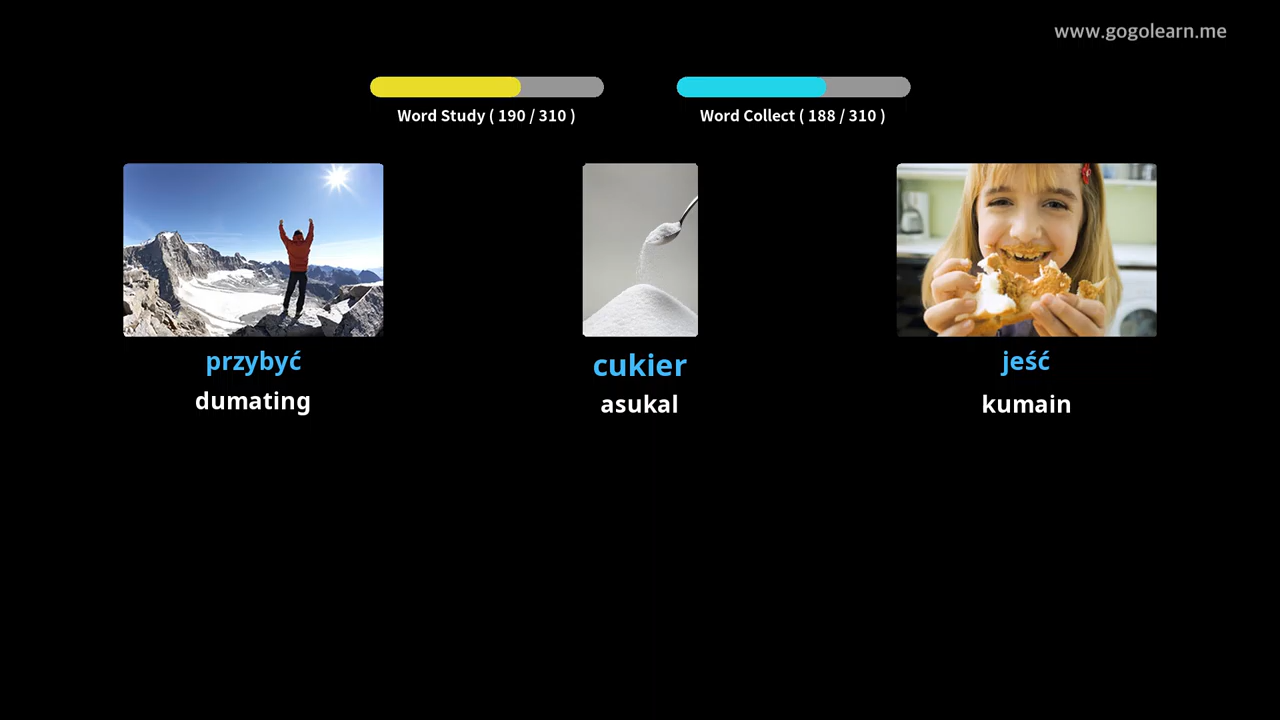 www.gogolearn.me
Word Study ( 190 / 310 )
Word Collect ( 188 / 310 )
przybyć
cukier
jeść
dumating
asukal
kumain